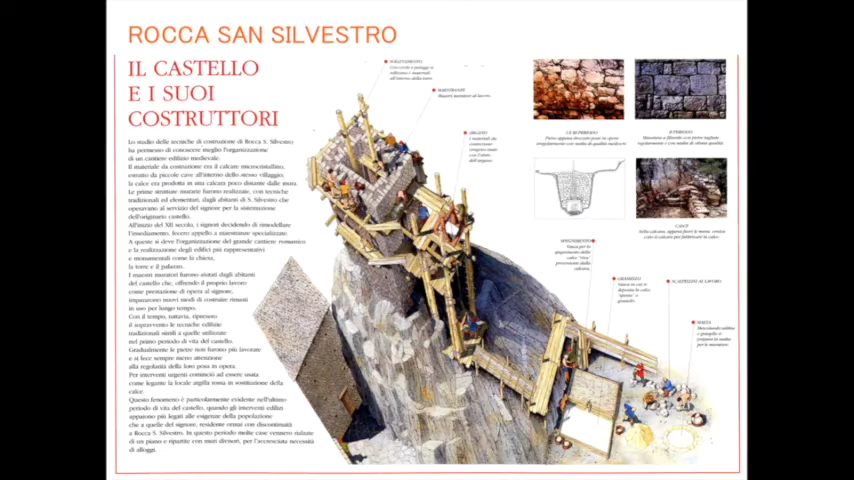 ROCCA SAN SILVESTRO
IL CASTELLO
E I SUOI
COSTRUTTORI
Lo studio delle tecniche di costruzione di Rocca S. Silvestro
ha permesso di conoscere meglio l'organizzazione
di un cantiere edilizio medievale.
Il materiale da costruzione era il calcare microcristallino,
estratto da piccole cave all'interno dello stesso villaggio;
la calce era prodotta in una calcara poco distante dalle mura.
Le prime strutture murarie furono realizzate, con tecniche
tradizionali ed elementari, dagli abitanti di S. Silvestro che
operavano al servizio del signore per la sistemazione
dell'originario castello.
All'inizio del XII secolo, i signori decidendo di rimodellare
l'insediamento, fecero appello a maestranze specializzate.
A queste si deve l'organizzazione del grande cantiere romanico
e la realizzazione degli edifici più rappresentativi
e monumentali come la chiesa,
la torre e il palazzo.
I maestri muratori furono aiutati dagli abitanti
del castello che, offrendo il proprio lavoro
come prestazione di opera al signore,
impararono nuovi modi di costruire rimasti
in uso per lungo tempo.
Con il tempo, tuttavia, ripresero
il sopravvento le tecniche edilizie
tradizionali simili a quelle utilizzate
nel primo periodo di vita del castello.
Gradualmente le pietre non furono più lavorate
e si fece sempre meno attenzione
alla regolarità della loro posa in opera.
Per interventi urgenti cominciò ad essere usata
come legante la locale argilla rossa in sostituzione della
calce.
Questo fenomeno è particolarmente evidente nell'ultimo
periodo di vita del castello, quando gli interventi edilizi
appaiono più legati alle esigenze della popolazione
che a quelle del signore, residente ormai con discontinuità
a Rocca S. Silvestro. In questo periodo molte case vennero rialzate
di un piano e ripartite con muri divisori, per l'accresciuta necessità
di alloggi.
SOLLEVAMENTO
MAESTRANZE
Maestri muratori al lavoro.
ARGANO
I materiali da
costruzione
II PERIODO
CALCE
SPEGNIMENTO
GRASSELLO
SCALPELLINI AL LAVORO
MALTA